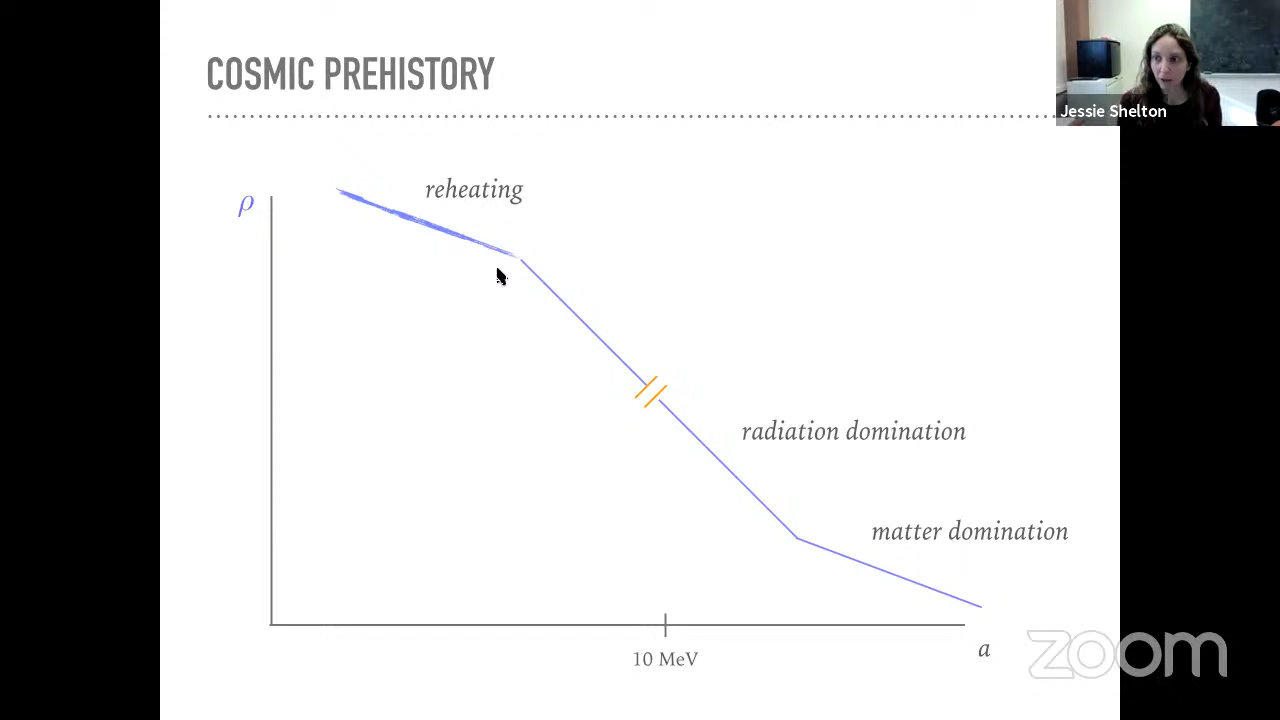 COSMIC PREHISTORY
Jessie Shelton
reheating
ρ
radiation domination
matter domination
10 MeV
a
zoom